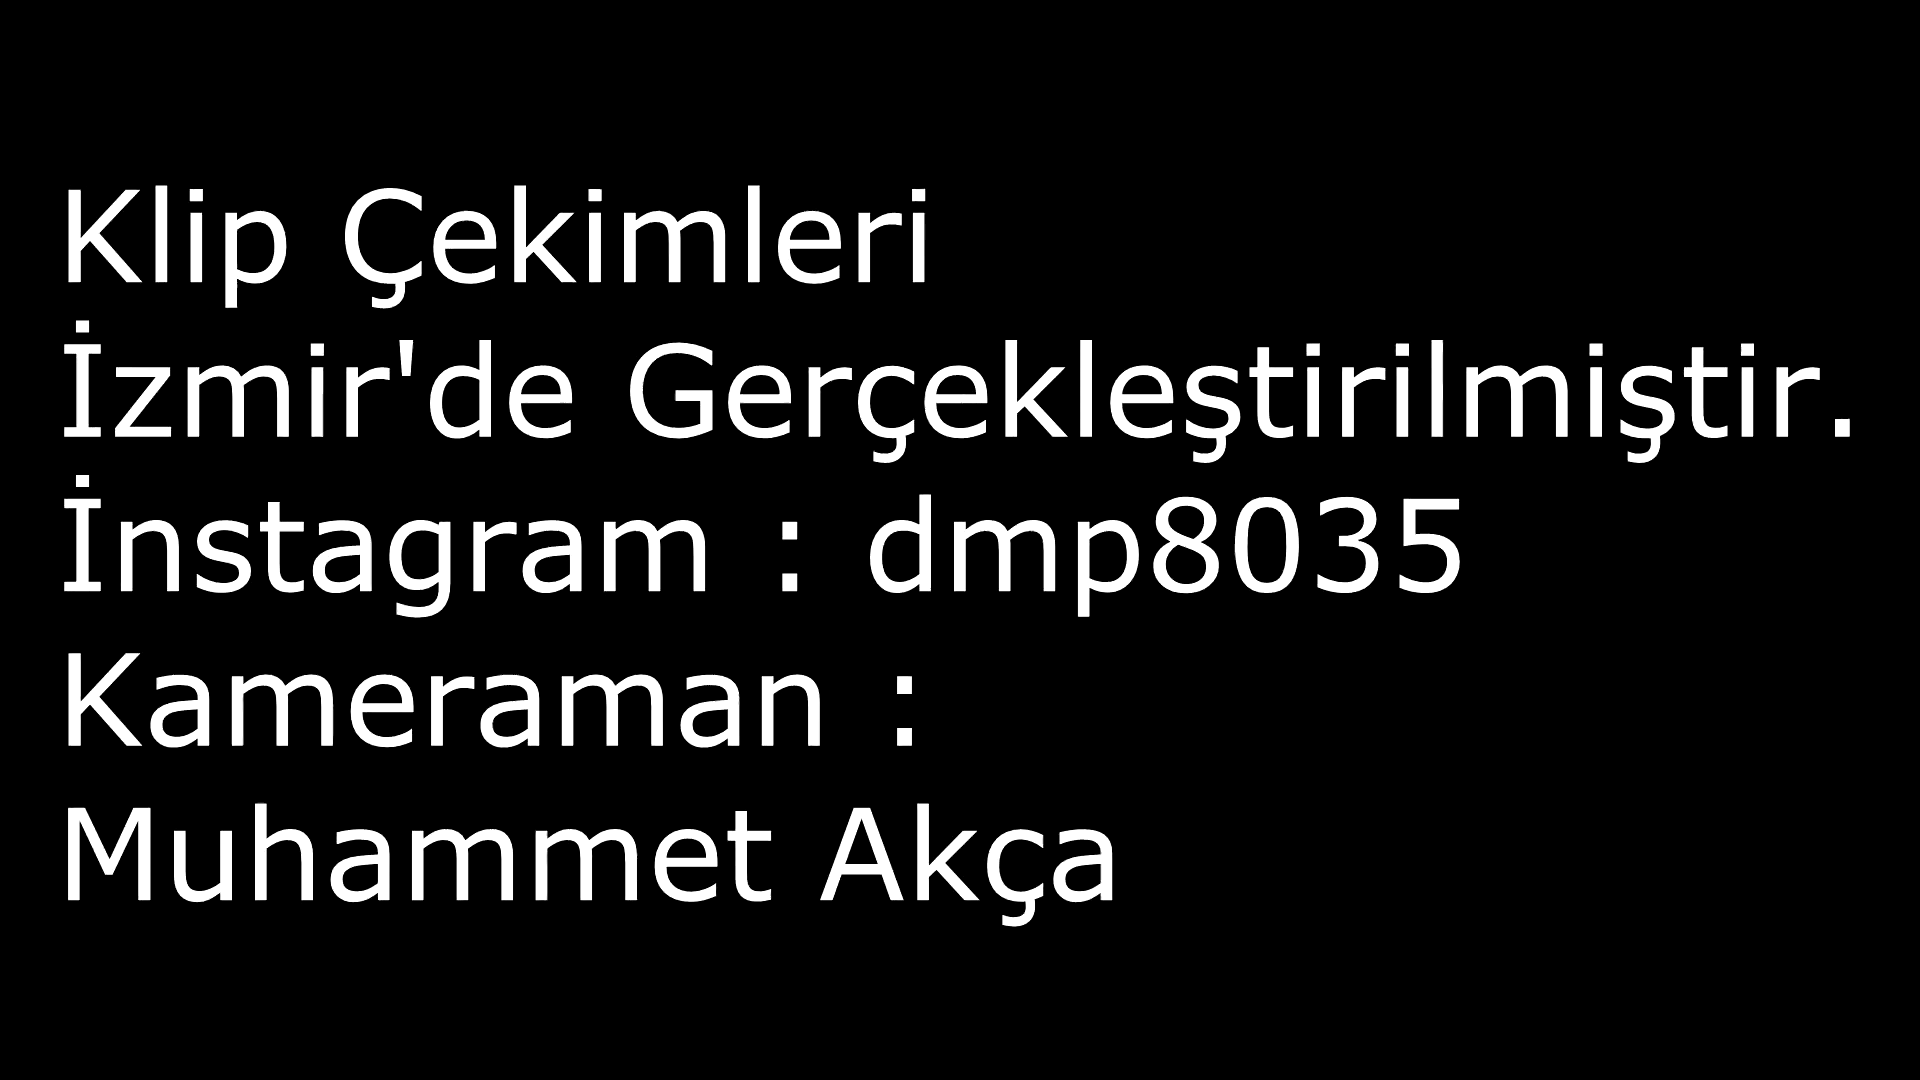 Klip Çekimleri
İzmir'de Gerçekleştirilmiştir.
İnstagram : dmp8035
Kameraman :
Muhammet Akça